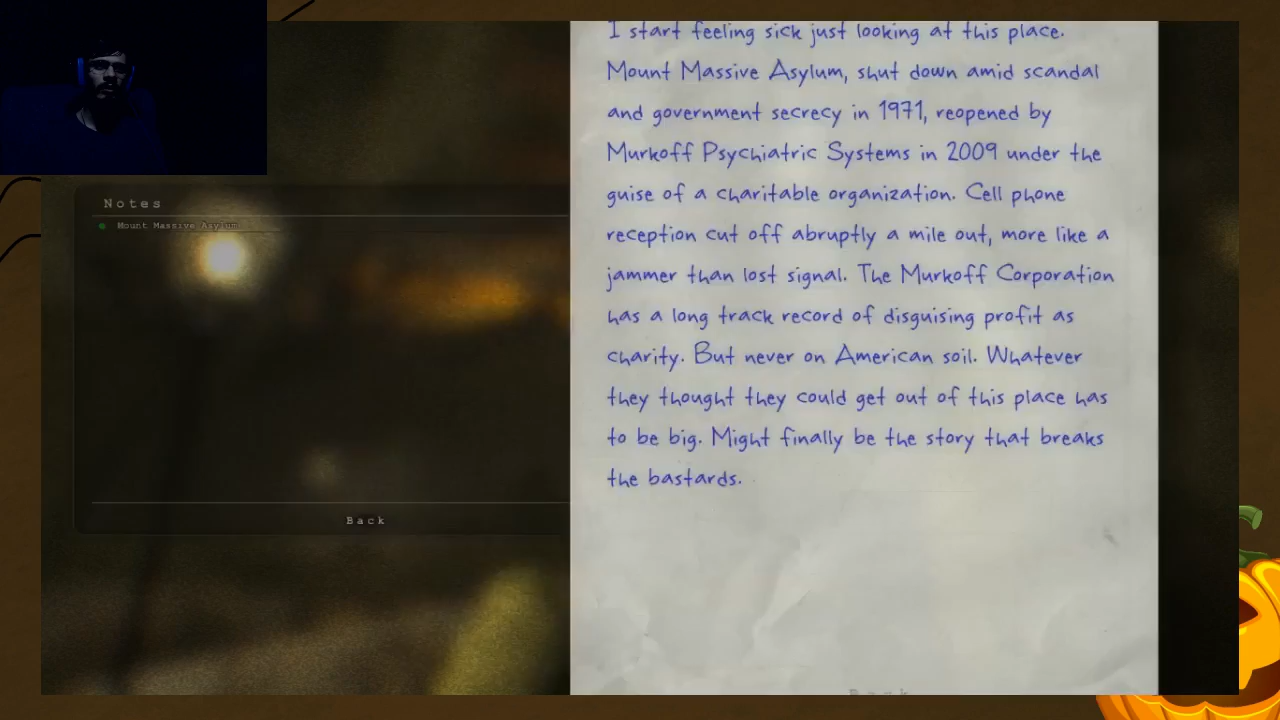 Notes
Mount Massive Asylum
Back
I start feeling sick just looking at this place.
Mount Massive Asylum, shut down amid scandal
and government secrecy in 1971, reopened by
Murkoff Psychiatric Systems in 2009 under the
guise of a charitable organization. Cell phone
reception cut off abruptly a mile out, more like a
jammer than lost signal. The Murkoff Corporation
has a long track record of disguising profit as
charity. But never on American soil. Whatever
they thought they could get out of this place has
to be big. Might finally be the story that breaks
the bastards.
Back